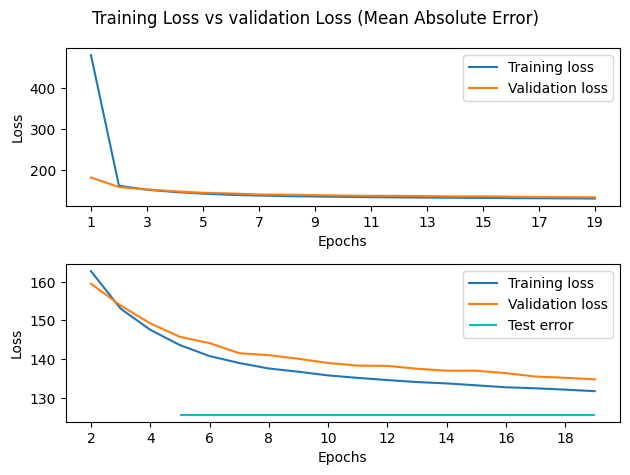 Training Loss vs validation Loss (Mean Absolute Error)
Training loss
Validation loss
400
300
200
Loss
1 3 5 7 9 11 13 15 17 19
Epochs
Training loss
Validation loss
Test error
160
150
140
130
Loss
2 4 6 8 10 12 14 16 18
Epochs